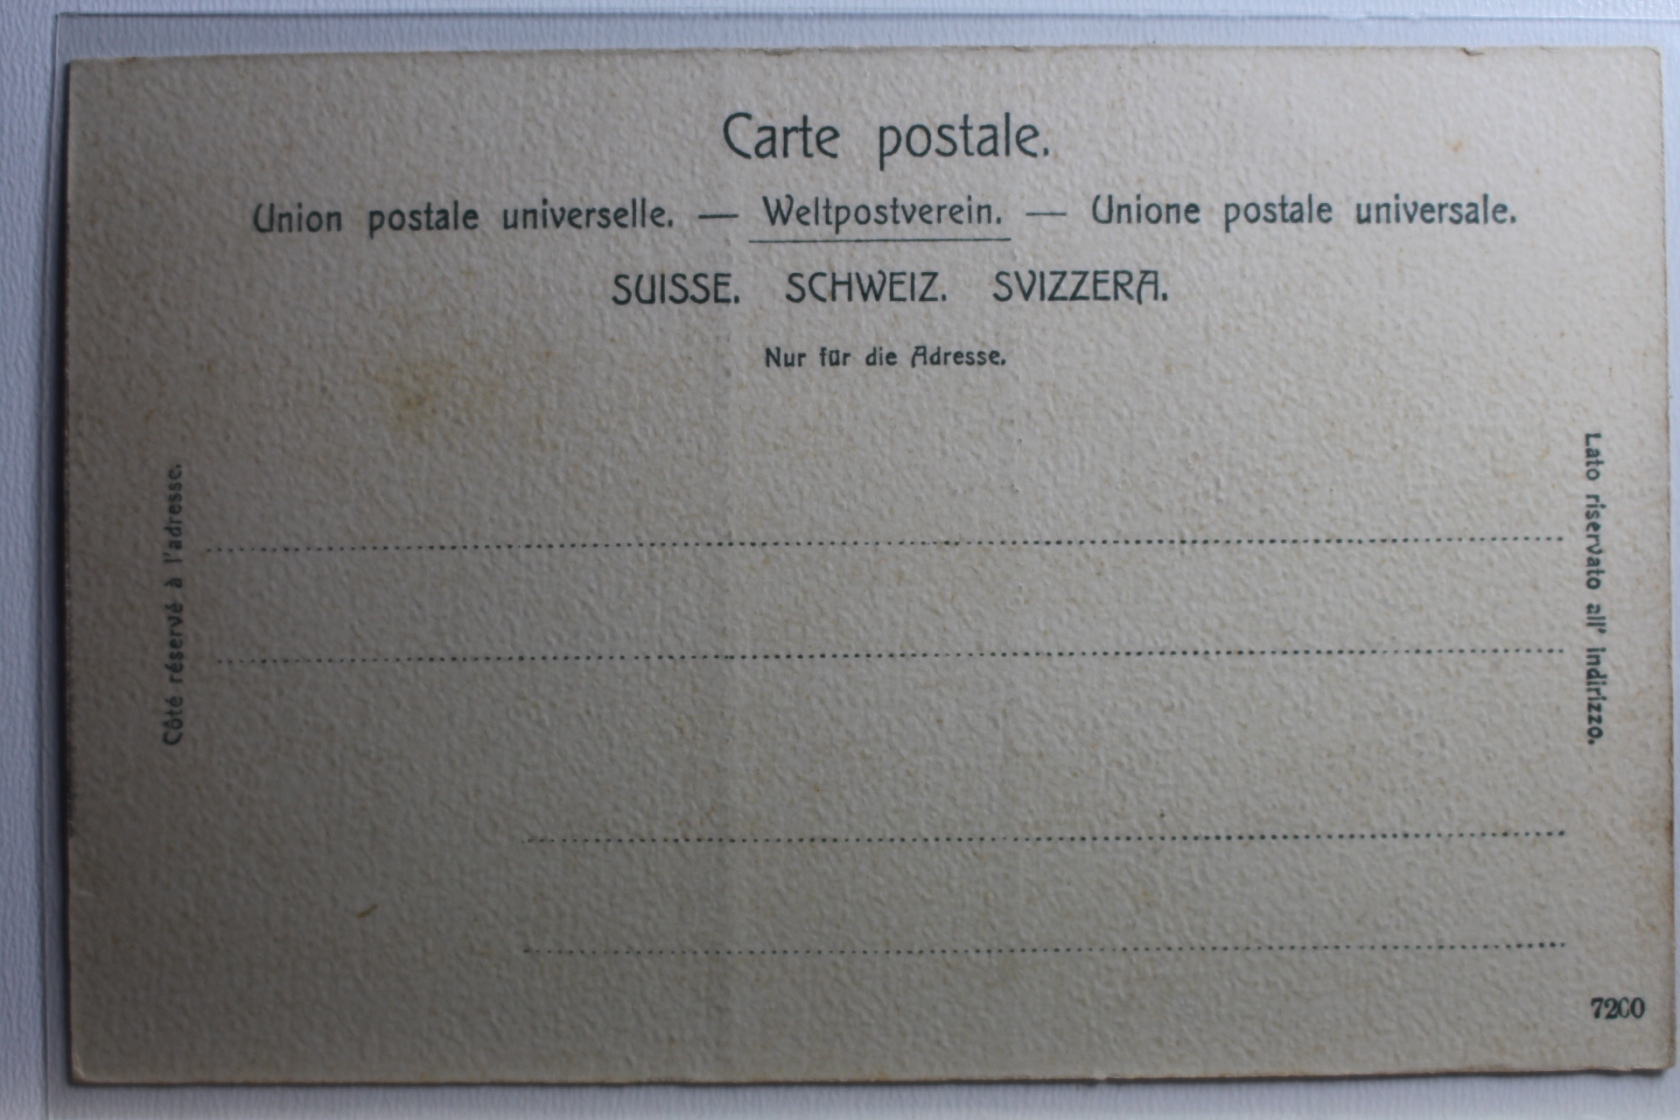 Carte postale.
Union postale universelle. — Weltpostverein. — Unione postale universale.
SUISSE. SCHWEIZ. SVIZZERA.
Nur für die Adresse.
Côté réservé à l'adresse.
Lato riservato all' indirizzo.
7200